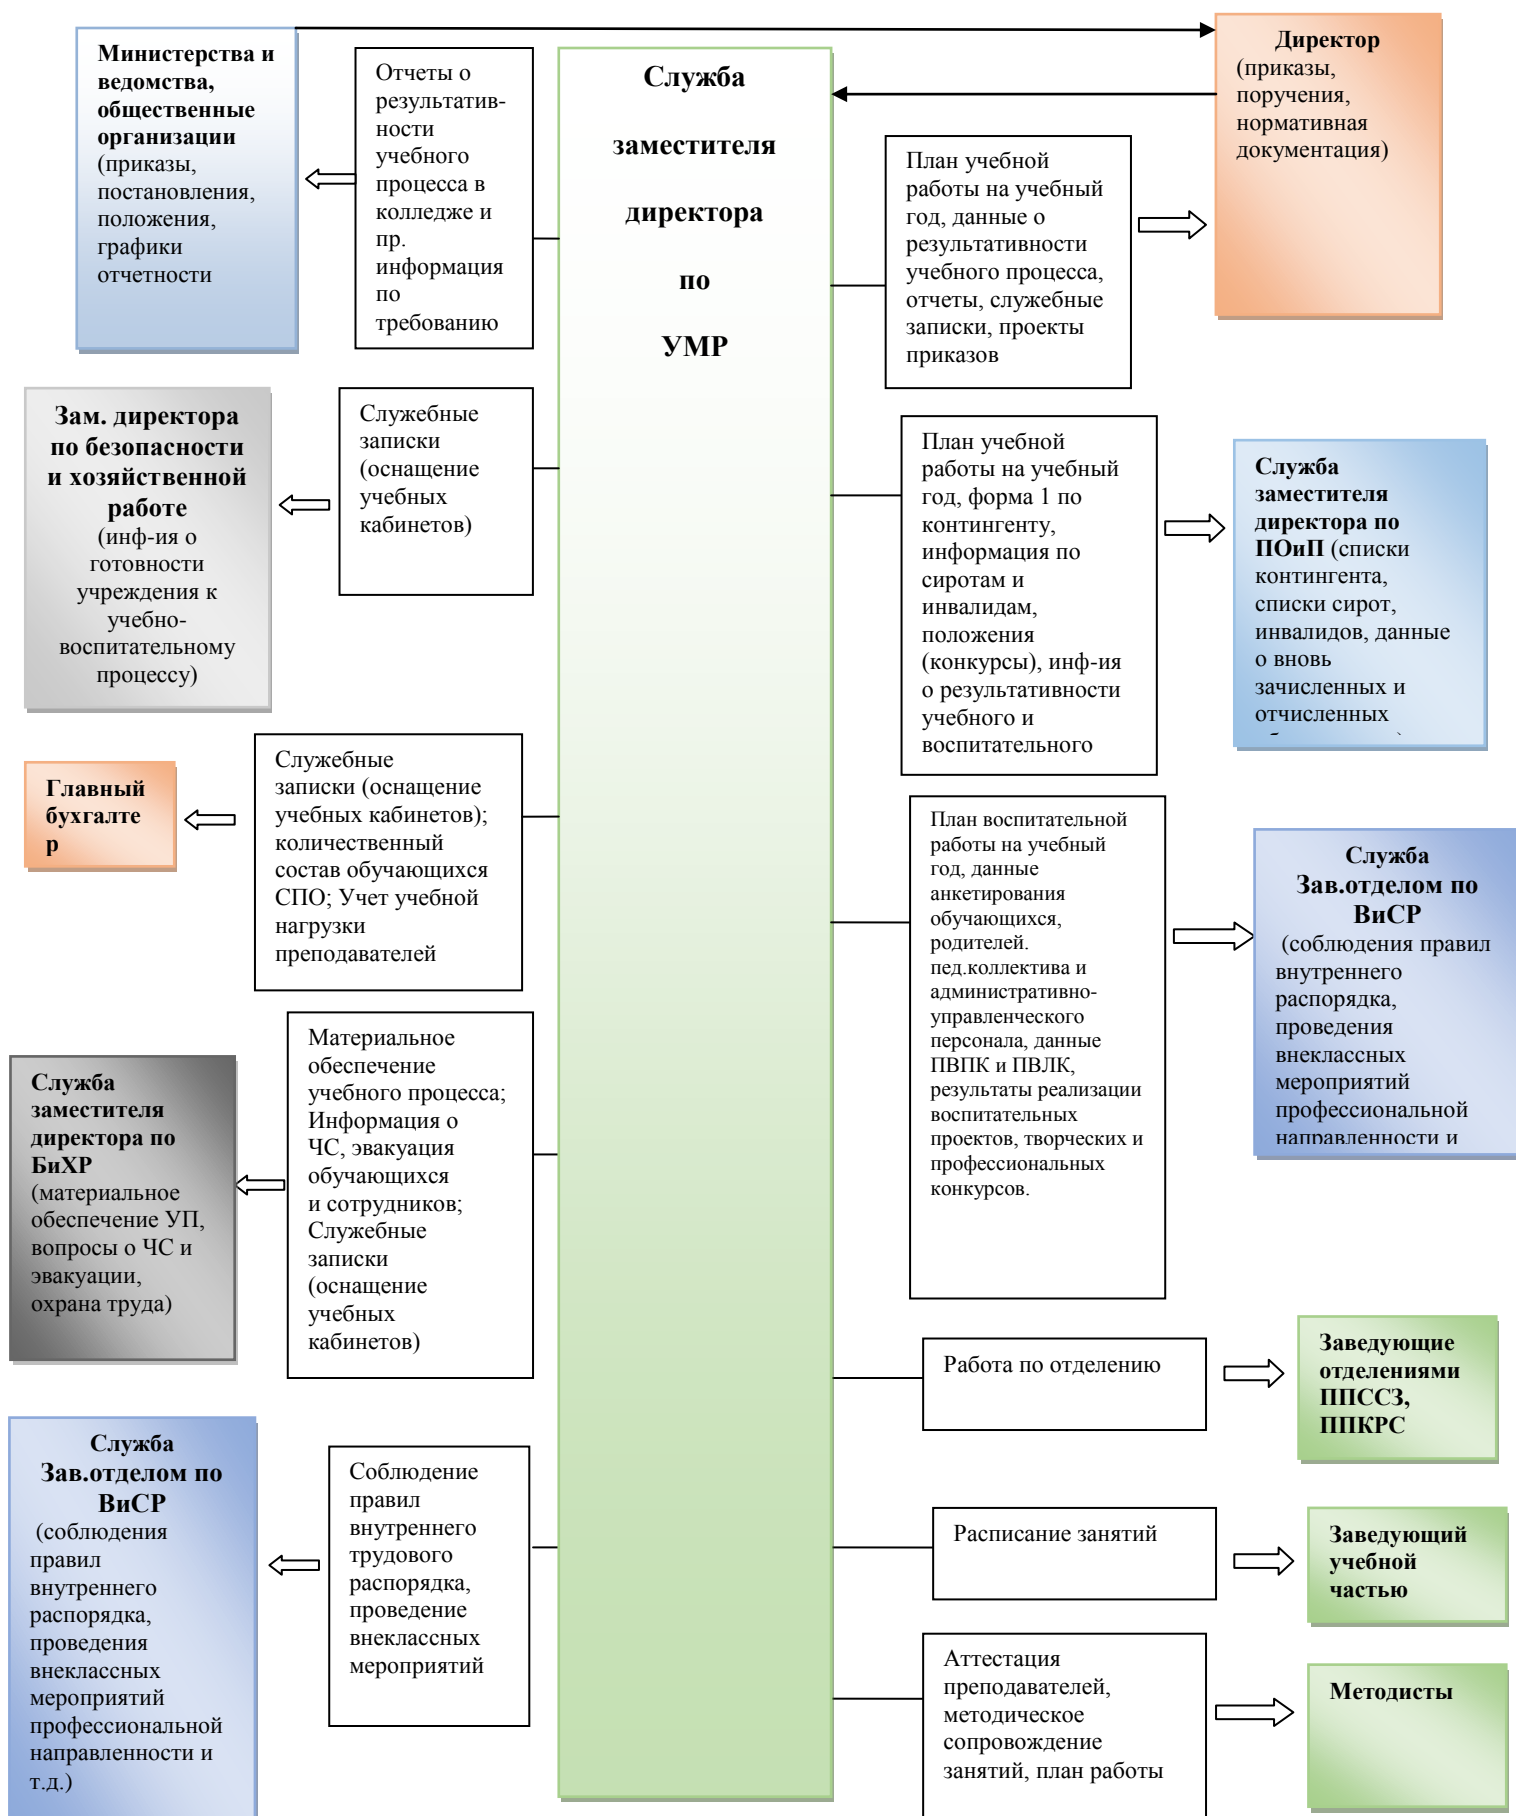 Министерства и
ведомства,
общественные
организации
(приказы,
постановления,
положения,
графики
отчетности
Отчеты о
результатив-
ности
учебного
процесса в
колледже и
пр.
информация
по
требованию
Служба
заместителя
директора
по
УМР
План учебной
работы на учебный
год, данные о
результативности
учебного процесса,
отчеты, служебные
записки, проекты
приказов
Директор
(приказы,
поручения,
нормативная
документация)
Зам. директора
по безопасности
и хозяйственной
работе
(инф-ия о
готовности
учреждения к
учебно-
воспитательному
процессу)
Служебные
записки
(оснащение
учебных
кабинетов)
План учебной
работы на учебный
год, форма 1 по
контингенту,
информация по
сиротам и
инвалидам,
положения
(конкурсы), инф-ия
о результативности
учебного и
воспитательного
Служба
заместителя
директора по
ПОиП (списки
контингента,
списки сирот,
инвалидов, данные
о вновь
зачисленных и
отчисленных
Главный
бухгалте
р
Служебные
записки (оснащение
учебных кабинетов);
количественный
состав обучающихся
СПО; Учет учебной
нагрузки
преподавателей
План воспитательной
работы на учебный
год, данные
анкетирования
обучающихся,
родителей.
пед.коллектива и
административно-
управленческого
персонала, данные
ПВПК и ПВЛК,
результаты реализации
воспитательных
проектов, творческих и
профессиональных
конкурсов.
Служба
Зав.отделом по
ВиСР
(соблюдения правил
внутреннего
распорядка,
проведения
внеклассных
мероприятий
профессиональной
направленности и
Служба
заместителя
директора по
БиХР
(материальное
обеспечение УП,
вопросы о ЧС и
эвакуации,
охрана труда)
Материальное
обеспечение
учебного процесса;
Информация о
ЧС, эвакуация
обучающихся
и сотрудников;
Служебные
записки
(оснащение
учебных
кабинетов)
Работа по отделению
Заведующие
отделениями
ППССЗ,
ППКРС
Служба
Зав.отделом по
ВиСР
(соблюдения
правил
внутреннего
распорядка,
проведения
внеклассных
мероприятий
профессиональной
направленности и
т.д.)
Соблюдение
правил
внутреннего
трудового
распорядка,
проведение
внеклассных
мероприятий
Расписание занятий
Заведующий
учебной
частью
Аттестация
преподавателей,
методическое
сопровождение
занятий, план работы
Методисты